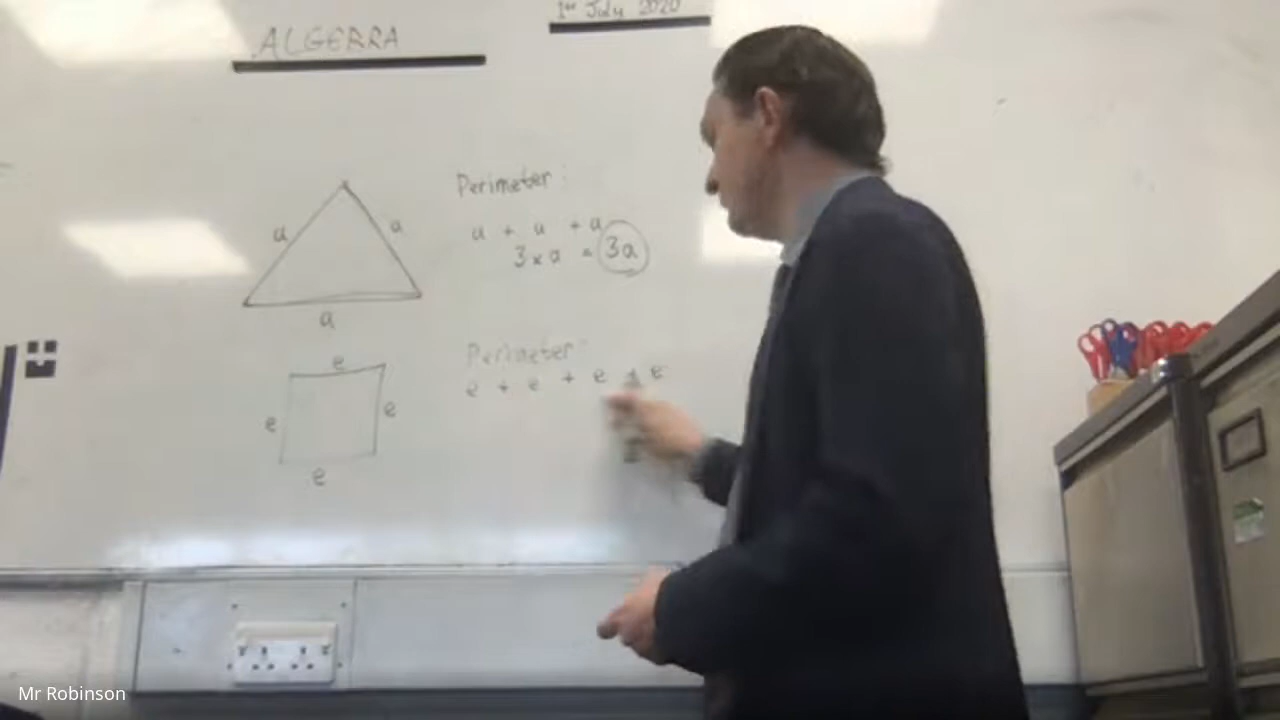 ALGEBRA
1st July 2020
Perimeter:
a
a
a + a + a
3 × a = 3a
a
Perimeter:
e
e + e + e + e
e
e
e
Mr Robinson